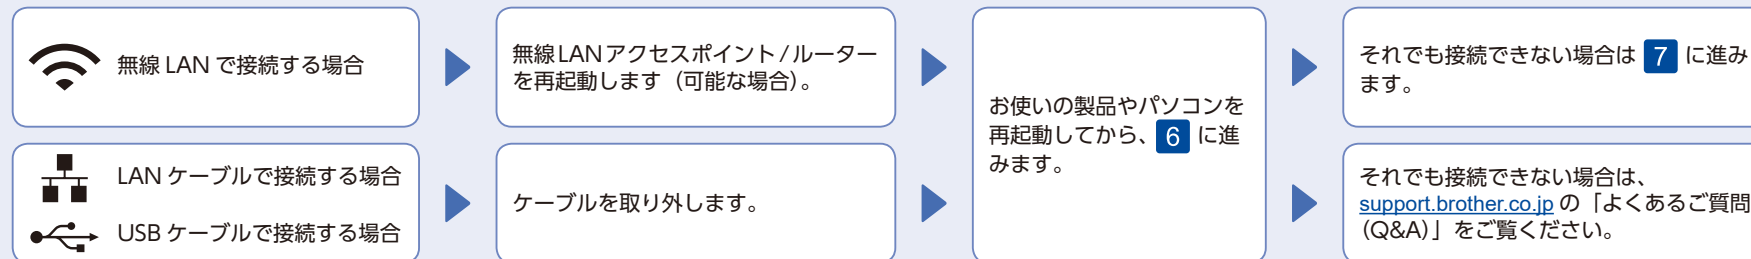 無線 LAN で接続する場合
無線LANアクセスポイント/ルーター
を再起動します（可能な場合）。
お使いの製品やパソコンを
再起動してから、 6 に進
みます。
それでも接続できない場合は 7 に進み
ます。
LAN ケーブルで接続する場合
USB ケーブルで接続する場合
ケーブルを取り外します。
それでも接続できない場合は、
support.brother.co.jp の「よくあるご質問
（Q&A）」をご覧ください。